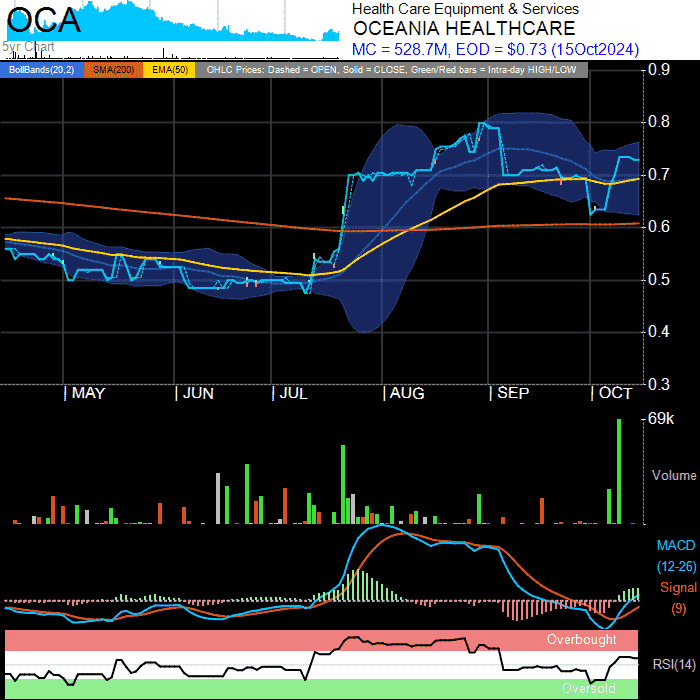 OCA
5yr Chart
Health Care Equipment & Services
OCEANIA HEALTHCARE
MC = 528.7M, EOD = $0.73 (15Oct2024)
BollBands(20,2) SMA(200) EMA(50) OHLC Prices: Dashed = OPEN, Solid = CLOSE, Green/Red bars = Intra-day HIGH/LOW
0.9
0.8
0.7
0.6
0.5
0.4
0.3
| MAY | JUN | JUL | AUG | SEP | OCT
69k
Volume
MACD
(12-26)
Signal
(9)
Overbought
RSI(14)
Oversold